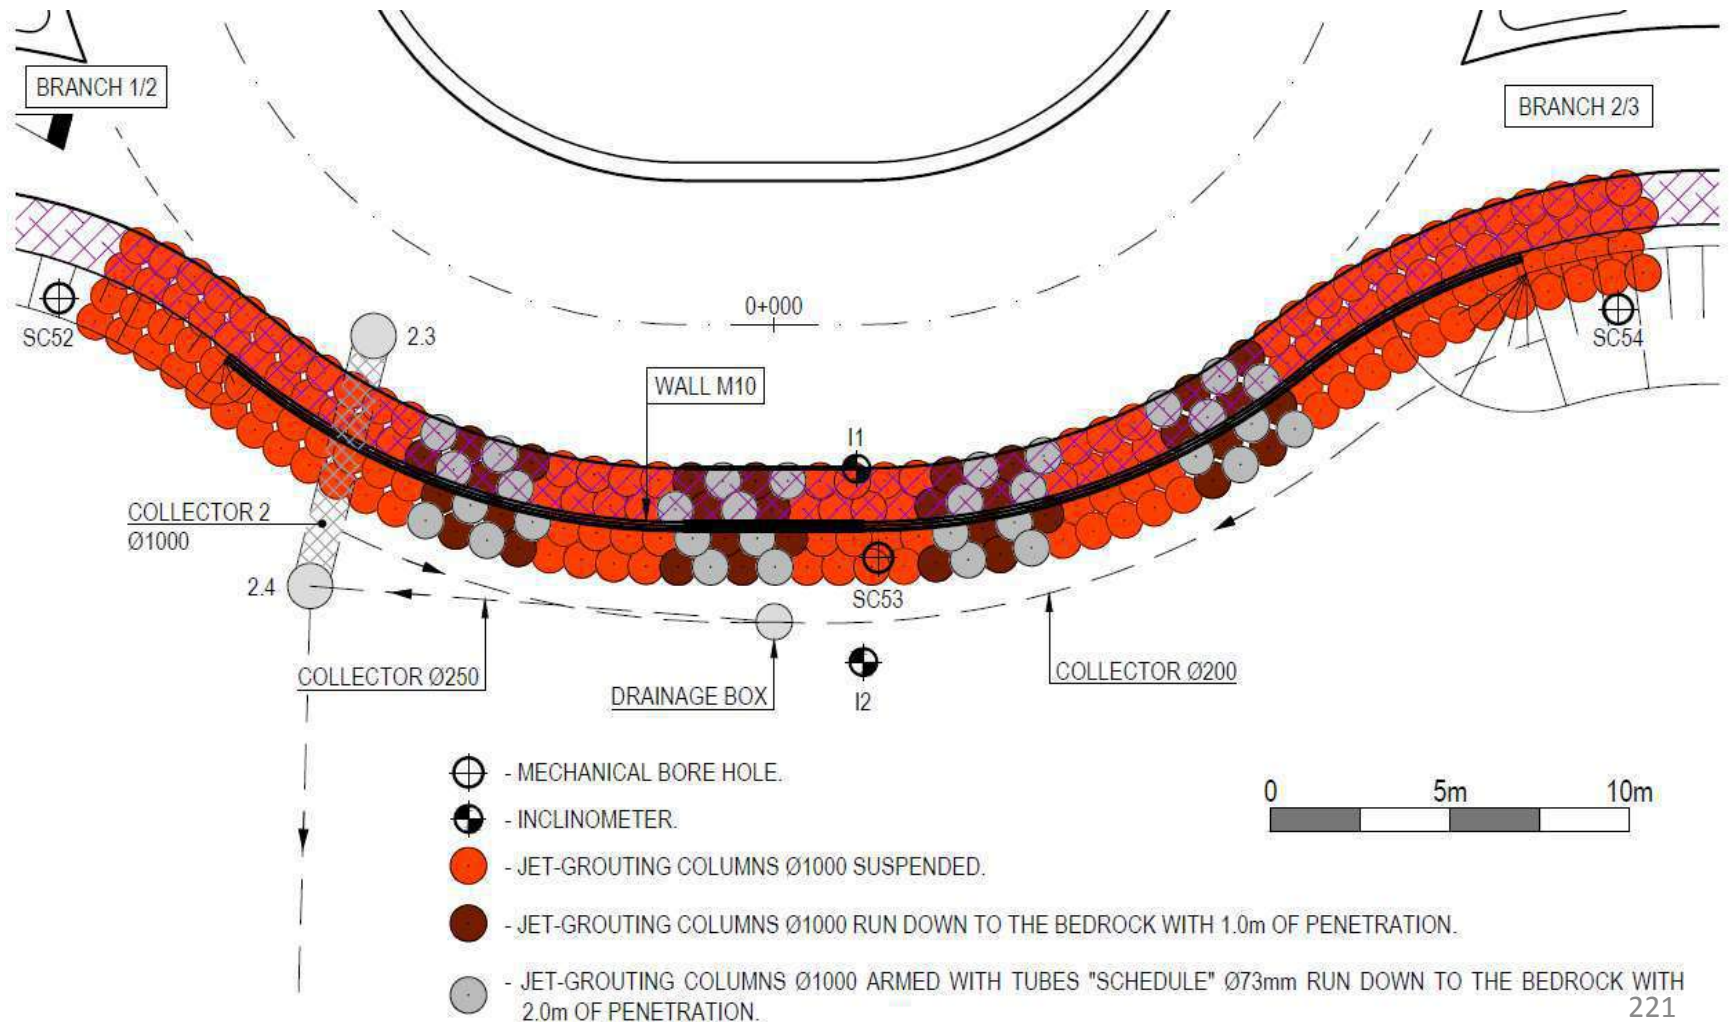 BRANCH 1/2
BRANCH 2/3
0+000
SC52
2.3
SC54
WALL M10
I1
COLLECTOR 2
Ø1000
2.4
SC53
COLLECTOR Ø250
DRAINAGE BOX
I2
COLLECTOR Ø200
- MECHANICAL BORE HOLE.
0 5m 10m
- INCLINOMETER.
- JET-GROUTING COLUMNS Ø1000 SUSPENDED.
- JET-GROUTING COLUMNS Ø1000 RUN DOWN TO THE BEDROCK WITH 1.0m OF PENETRATION.
- JET-GROUTING COLUMNS Ø1000 ARMED WITH TUBES "SCHEDULE" Ø73mm RUN DOWN TO THE BEDROCK WITH
2.0m OF PENETRATION.
221